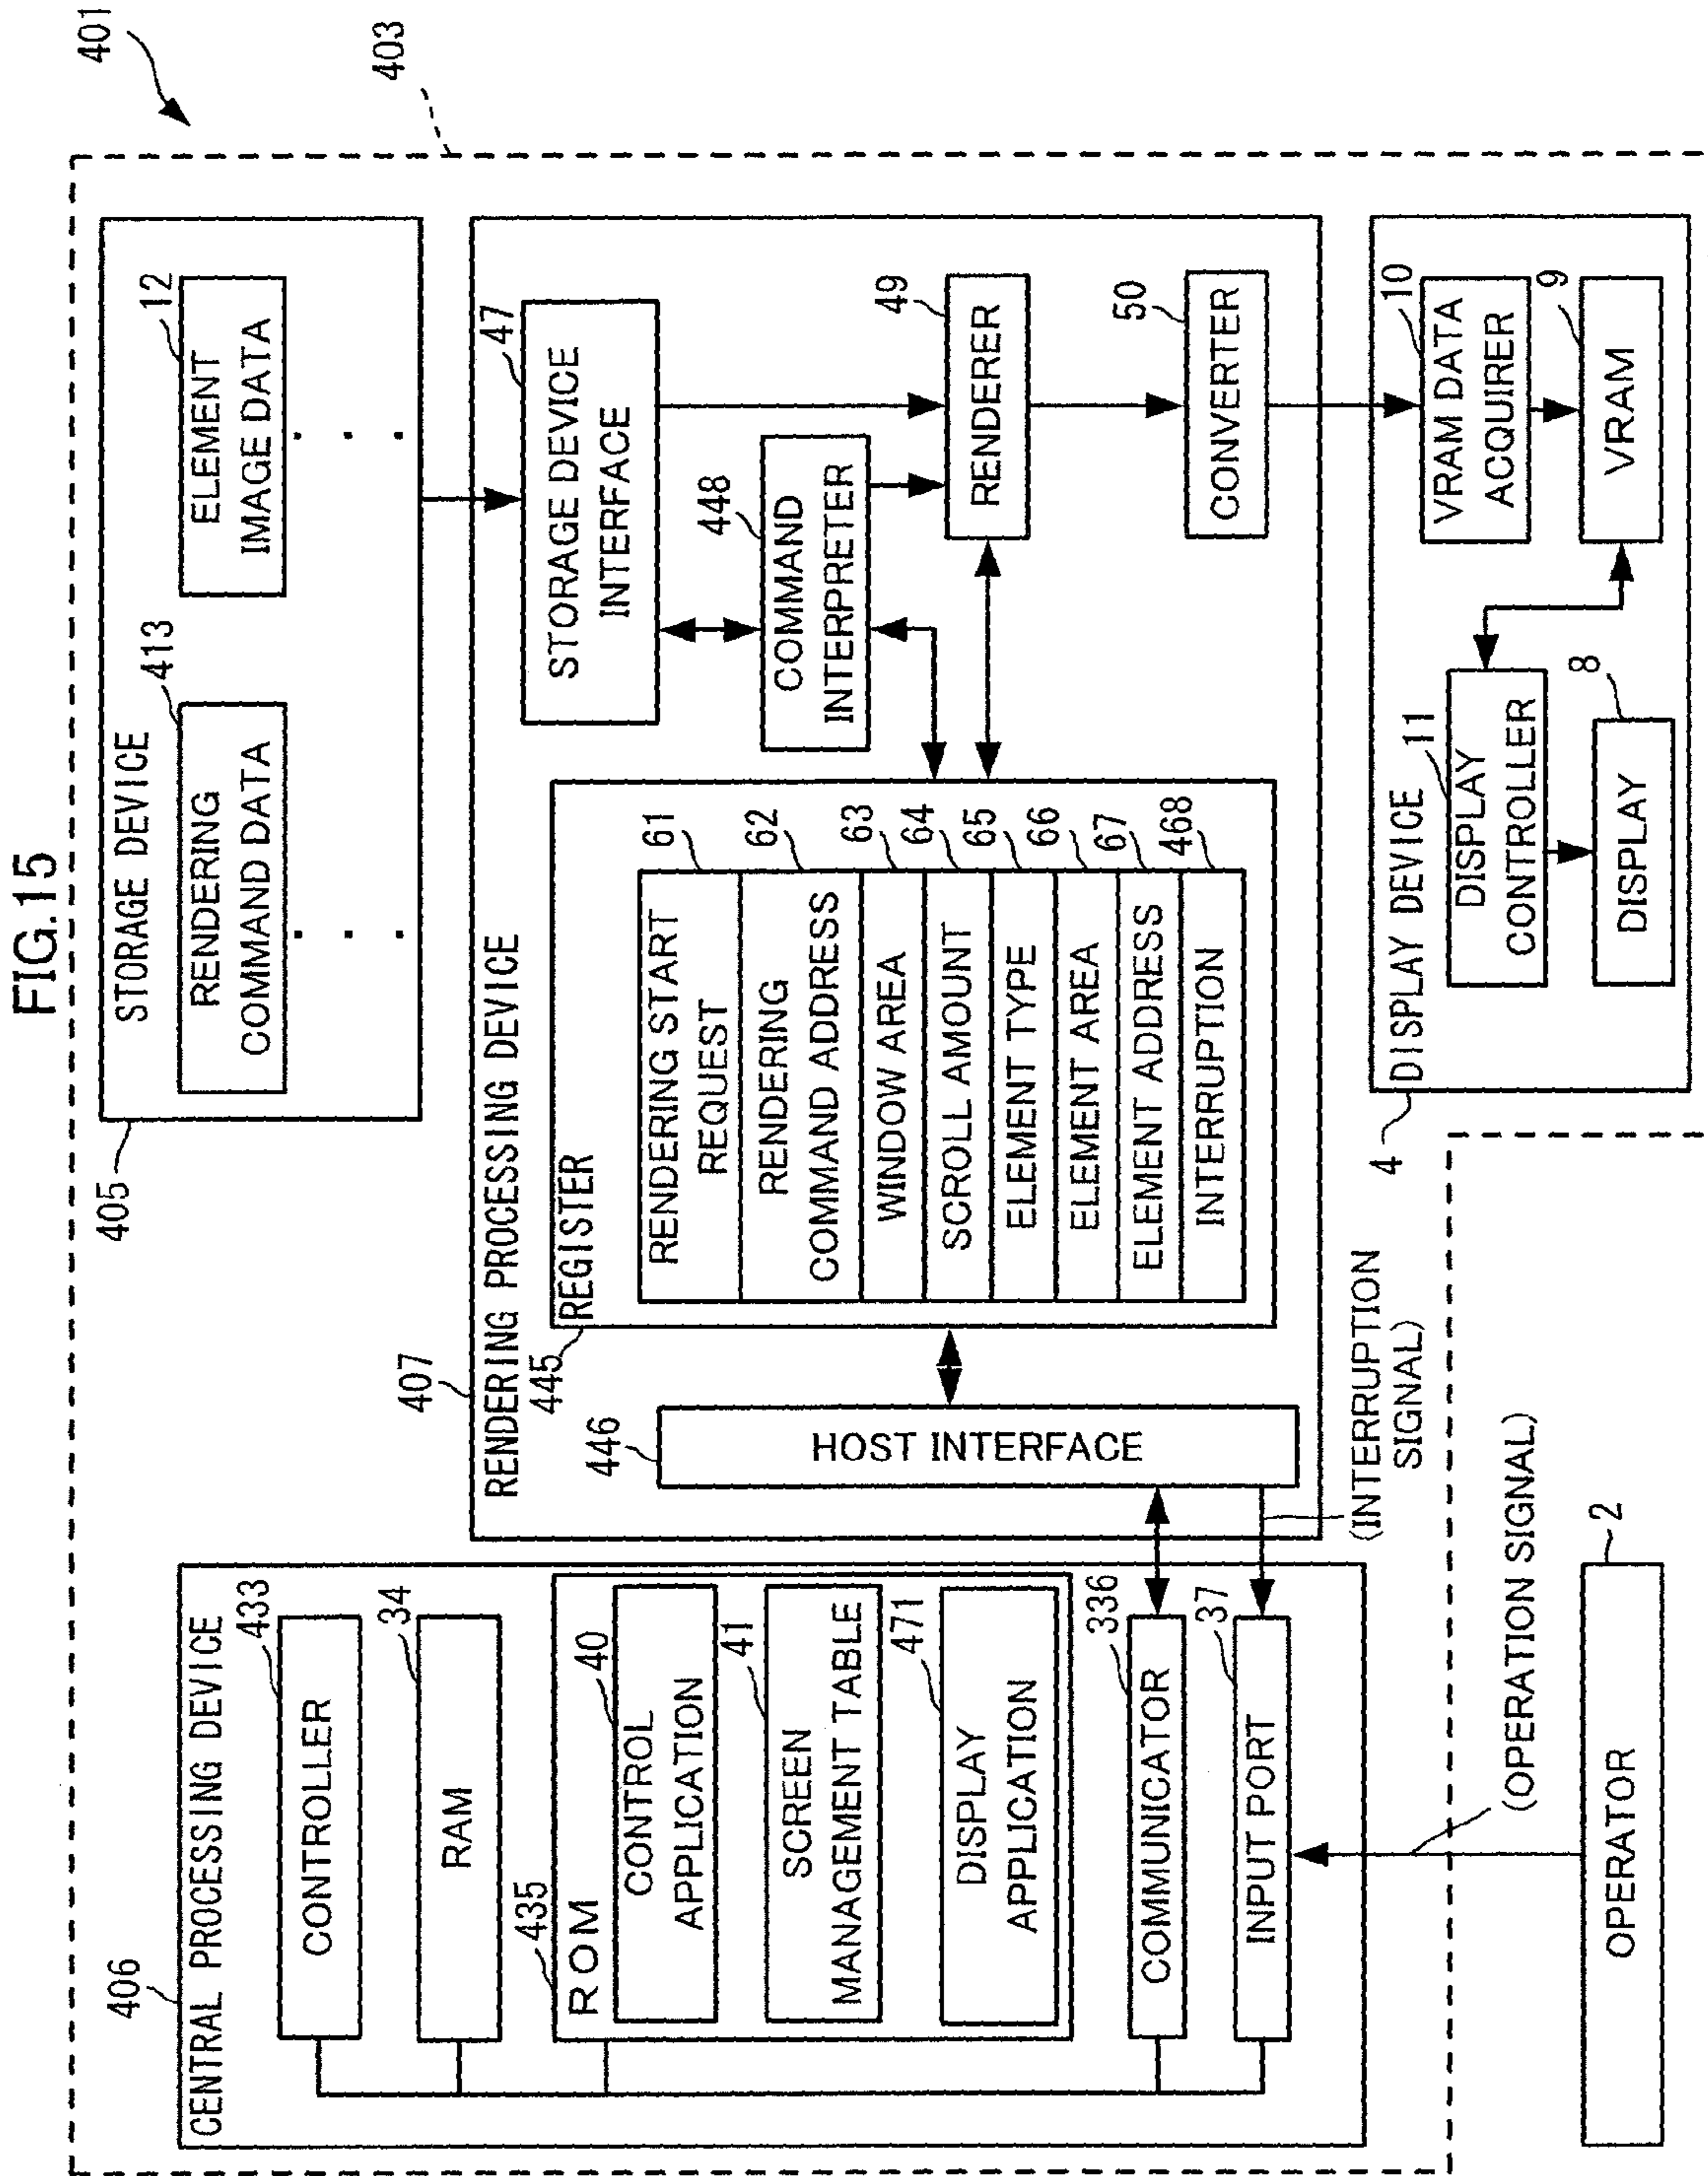 FIG.15
401
403
405
STORAGE DEVICE
413
RENDERING
COMMAND DATA
. . .
12
ELEMENT
IMAGE DATA
. . .
406
CENTRAL PROCESSING DEVICE
433
CONTROLLER
34
RAM
435
ROM
40
CONTROL
APPLICATION
41
SCREEN
MANAGEMENT TABLE
471
DISPLAY
APPLICATION
336
COMMUNICATOR
37
INPUT PORT
407
RENDERING PROCESSING DEVICE
446
HOST INTERFACE
(INTERRUPTION
SIGNAL)
445
REGISTER
RENDERING START
REQUEST
61
RENDERING
COMMAND ADDRESS
62
WINDOW AREA
63
SCROLL AMOUNT
64
ELEMENT TYPE
65
ELEMENT AREA
66
ELEMENT ADDRESS
67
INTERRUPTION
468
47
STORAGE DEVICE
INTERFACE
448
COMMAND
INTERPRETER
49
RENDERER
50
CONVERTER
4
DISPLAY DEVICE
11
DISPLAY
CONTROLLER
8
DISPLAY
10
VRAM DATA
ACQUIRER
9
VRAM
(OPERATION SIGNAL)
2
OPERATOR